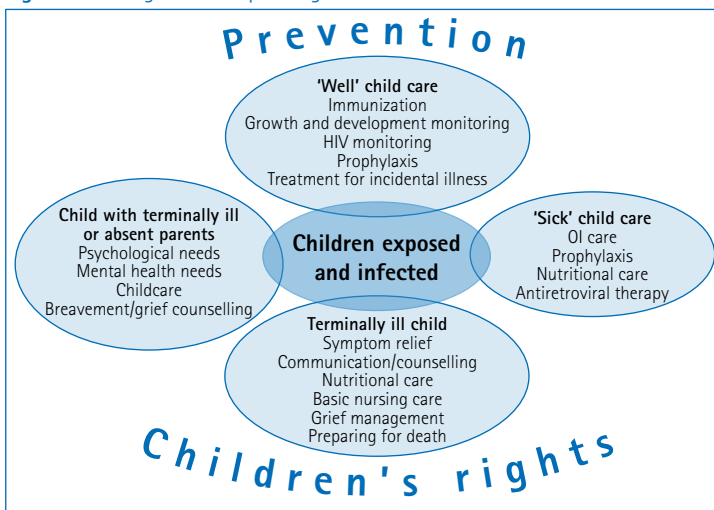 Prevention
'Well' child care
Immunization
Growth and development monitoring
HIV monitoring
Prophylaxis
Treatment for incidental illness
Child with terminally ill
or absent parents
Psychological needs
Mental health needs
Childcare
Breavement/grief counselling
Children exposed
and infected
'Sick' child care
OI care
Prophylaxis
Nutritional care
Antiretroviral therapy
Terminally ill child
Symptom relief
Communication/counselling
Nutritional care
Basic nursing care
Grief management
Preparing for death
Children's rights